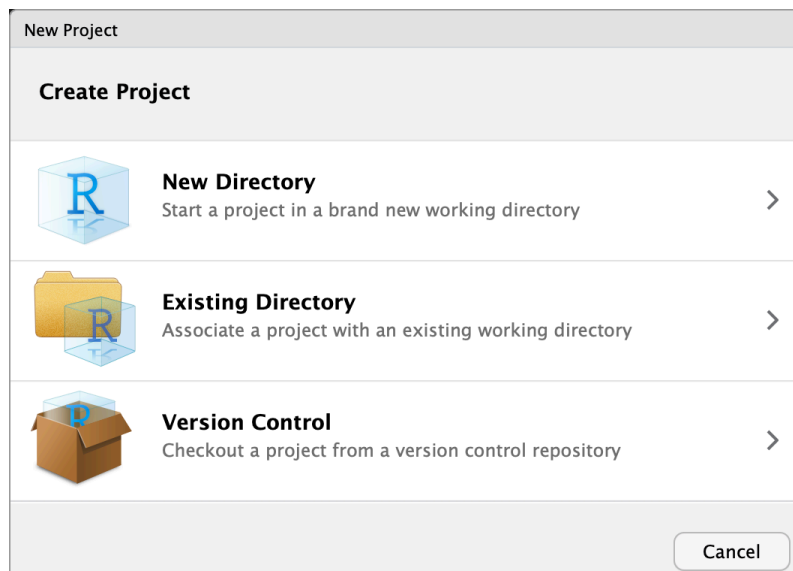 New Project
Create Project
R
New Directory
Start a project in a brand new working directory
R
Existing Directory
Associate a project with an existing working directory
R
Version Control
Checkout a project from a version control repository
Cancel